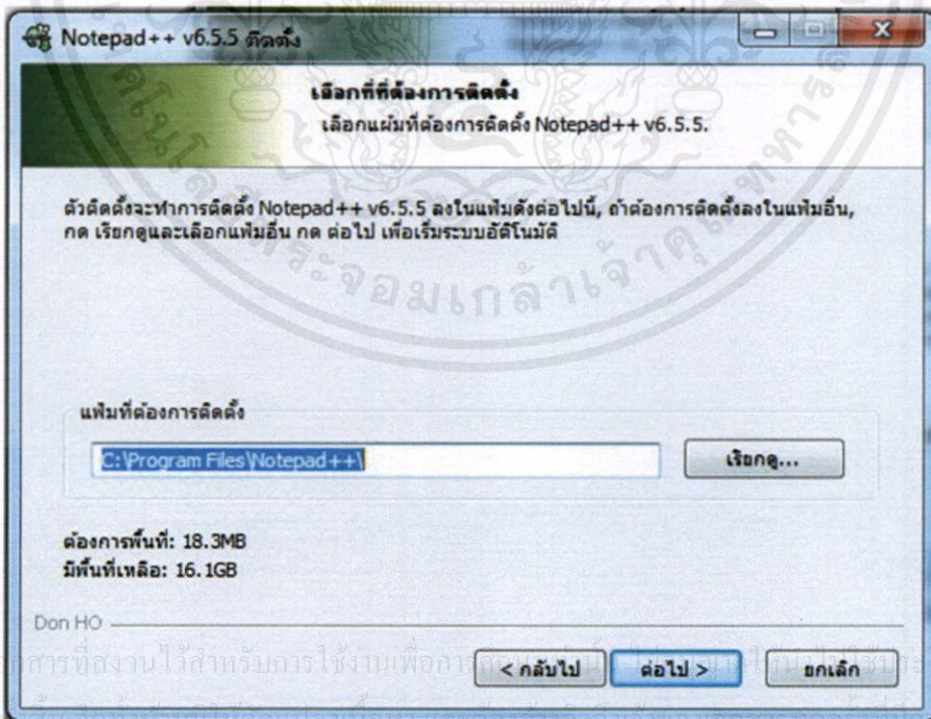 Notepad++ v6.5.5 ติดตั้ง
เลือกที่ที่ต้องการติดตั้ง
เลือกแฟ้มที่ต้องการติดตั้ง Notepad++ v6.5.5.
ตัวติดตั้งจะทำการติดตั้ง Notepad++ v6.5.5 ลงในแฟ้มดังต่อไปนี้, ถ้าต้องการติดตั้งลงในแฟ้มอื่น,
กด เรียกดูและเลือกแฟ้มอื่น กด ต่อไป เพื่อเริ่มระบบอัติโนมัติ
แฟ้มที่ต้องการติดตั้ง
C:\Program Files\Notepad++\
เรียกดู...
ต้องการพื้นที่: 18.3MB
มีพื้นที่เหลือ: 16.1GB
Don HO
< กลับไป
ต่อไป >
ยกเลิก